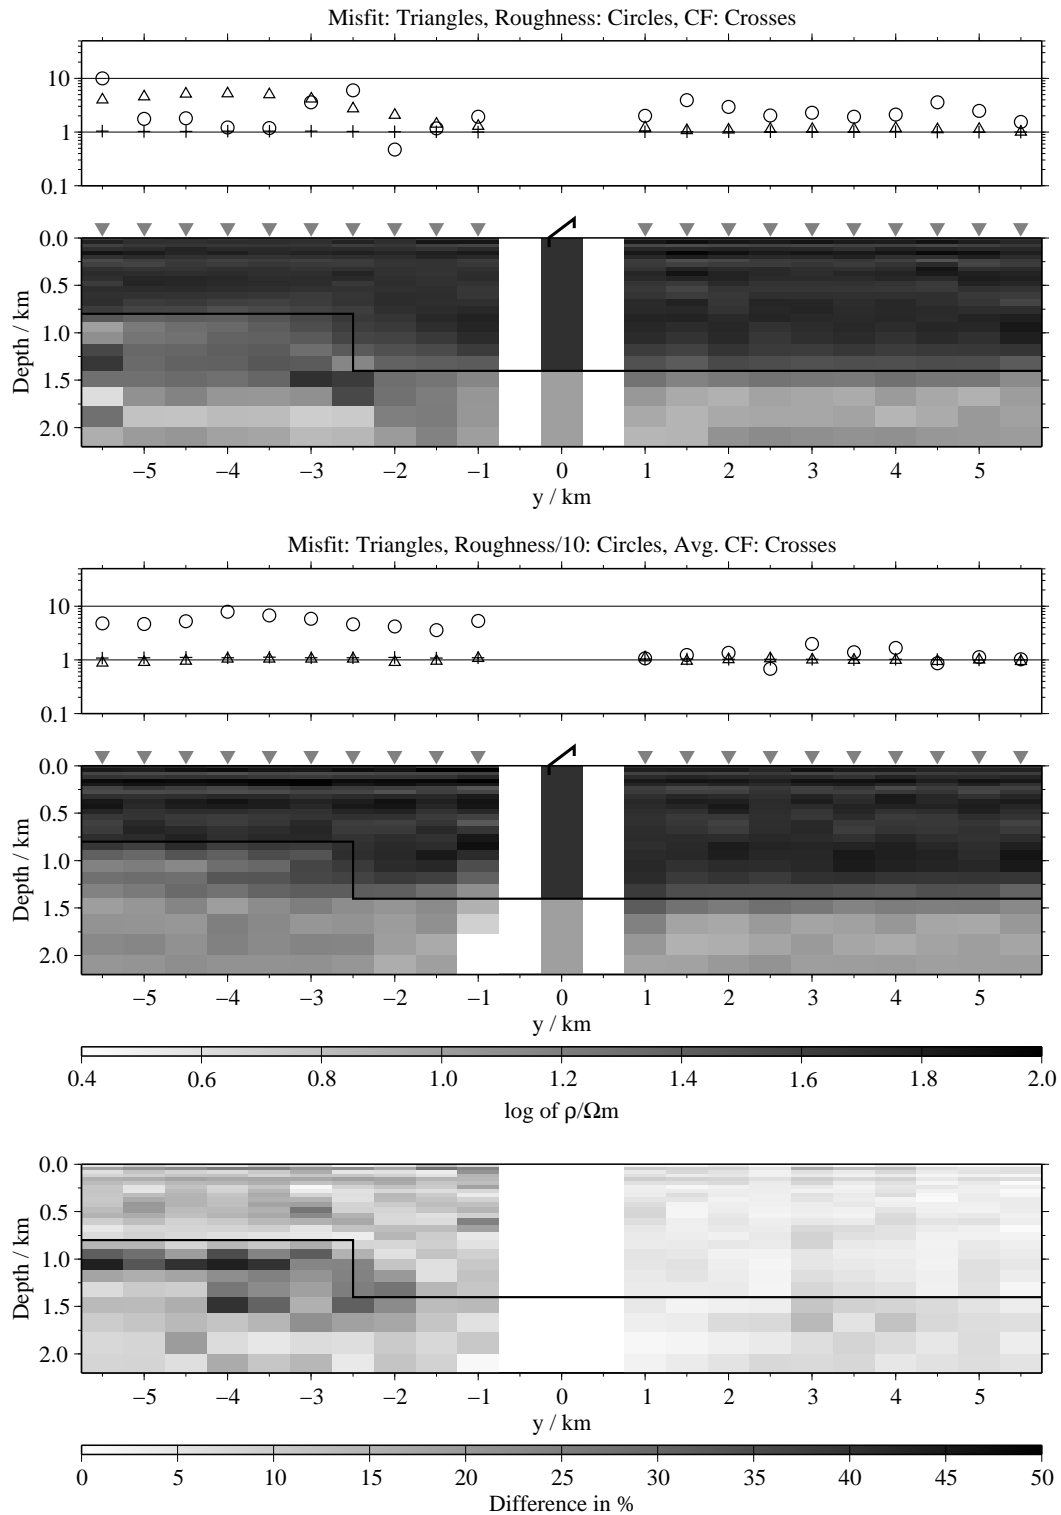 Misfit: Triangles, Roughness: Circles, CF: Crosses
10
1
0.1
0.0
0.5
1.0
1.5
2.0
Depth / km
−5 −4 −3 −2 −1 0 1 2 3 4 5
y / km
Misfit: Triangles, Roughness/10: Circles, Avg. CF: Crosses
10
1
0.1
0.0
0.5
1.0
1.5
2.0
Depth / km
−5 −4 −3 −2 −1 0 1 2 3 4 5
y / km
0.4 0.6 0.8 1.0 1.2 1.4 1.6 1.8 2.0
log of ρ/Ωm
0.0
0.5
1.0
1.5
2.0
Depth / km
−5 −4 −3 −2 −1 0 1 2 3 4 5
y / km
0 5 10 15 20 25 30 35 40 45 50
Difference in %